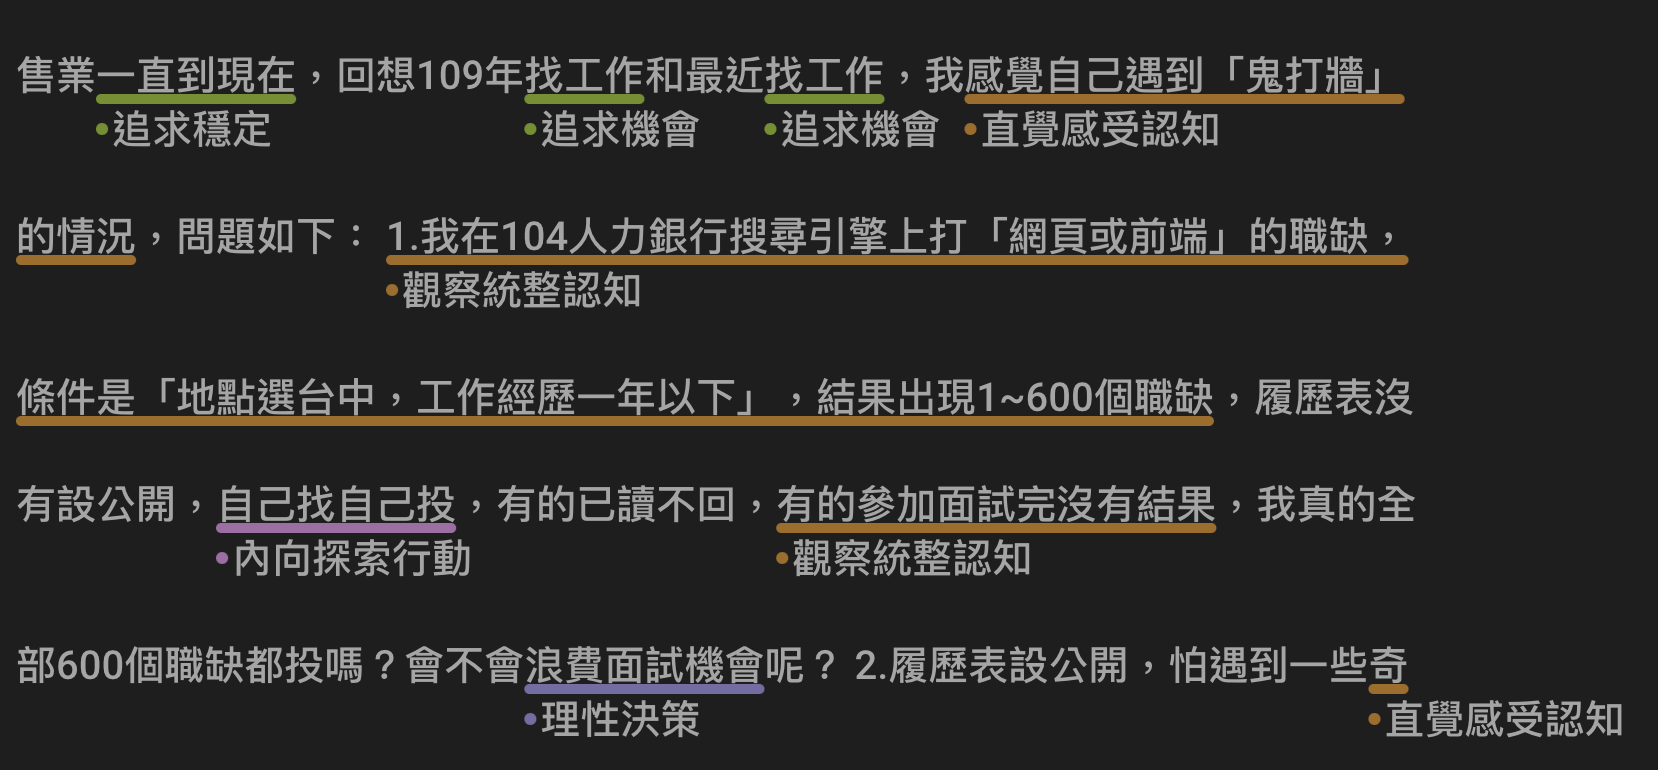 售業一直到現在，回想109年找工作和最近找工作，我感覺自己遇到「鬼打牆」
•追求穩定 •追求機會 •追求機會 •直覺感受認知
的情況，問題如下： 1.我在104人力銀行搜尋引擎上打「網頁或前端」的職缺，
•觀察統整認知
條件是「地點選台中，工作經歷一年以下」，結果出現1~600個職缺，履歷表沒
有設公開，自己找自己投，有的已讀不回，有的參加面試完沒有結果，我真的全
•內向探索行動 •觀察統整認知
部600個職缺都投嗎？會不會浪費面試機會呢？ 2.履歷表設公開，怕遇到一些奇
•理性決策 •直覺感受認知